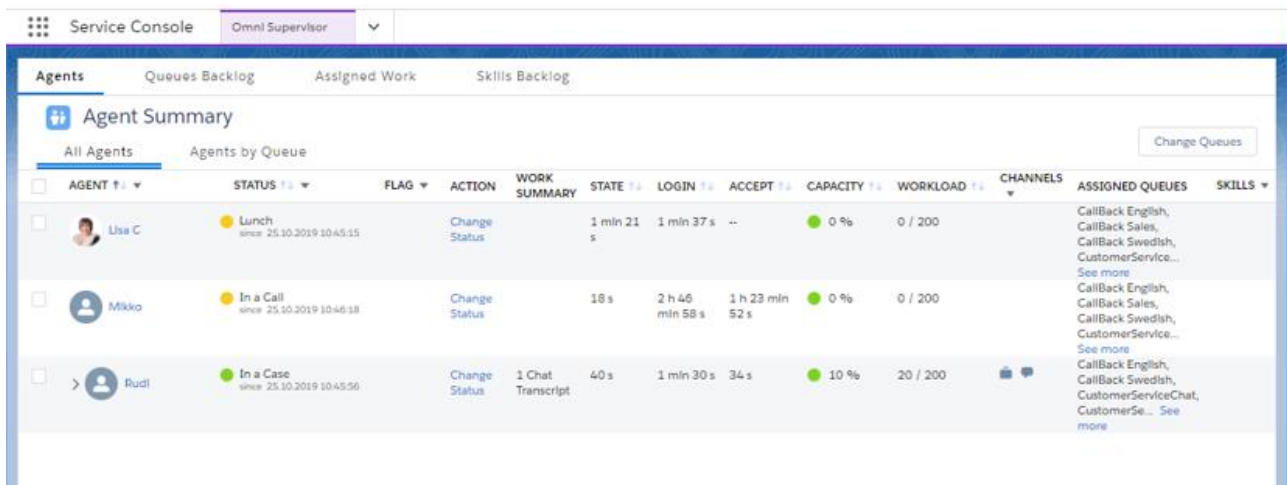 Service Console Omni Supervisor
Agents Queues Backlog Assigned Work Skills Backlog
Agent Summary
Change Queues
All Agents Agents by Queue
AGENT STATUS FLAG ACTION WORK SUMMARY STATE LOGIN ACCEPT CAPACITY WORKLOAD CHANNELS ASSIGNED QUEUES SKILLS
Lisa C
Lunch
since 25.10.2019 10:45:15
Change
Status
1 min 21
s
1 min 37 s
--
0 %
0 / 200
CallBack English,
CallBack Sales,
CallBack Swedish,
CustomerService...
See more
Mikko
In a Call
since 25.10.2019 10:46:18
Change
Status
18 s
2 h 46
min 58 s
1 h 23 min
52 s
0 %
0 / 200
CallBack English,
CallBack Sales,
CallBack Swedish,
CustomerService...
See more
Rudi
In a Case
since 25.10.2019 10:45:56
Change
Status
1 Chat
Transcript
40 s
1 min 30 s
34 s
10 %
20 / 200
CallBack English,
CallBack Swedish,
CustomerServiceChat,
CustomerSe... See
more